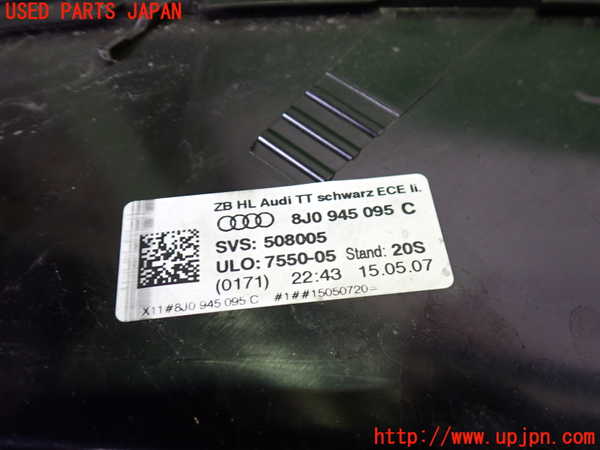 USED PARTS JAPAN
ZB HL Audi TT schwarz ECE li.
8J0 945 095 C
SVS: 508005
ULO: 7550-05 Stand: 20S
(0171) 22:43 15.05.07
X11#8J0 945 095 C #1##15050720=
http://www.upjpn.com/